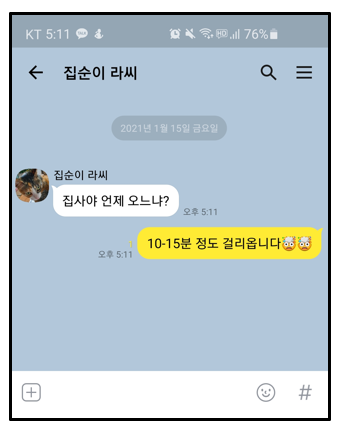 KT 5:11 76%
집순이 라씨
2021년 1월 15일 금요일
집순이 라씨
집사야 언제 오느냐?
오후 5:11
1
10-15분 정도 걸리옵니다🤯🤯
오후 5:11
#